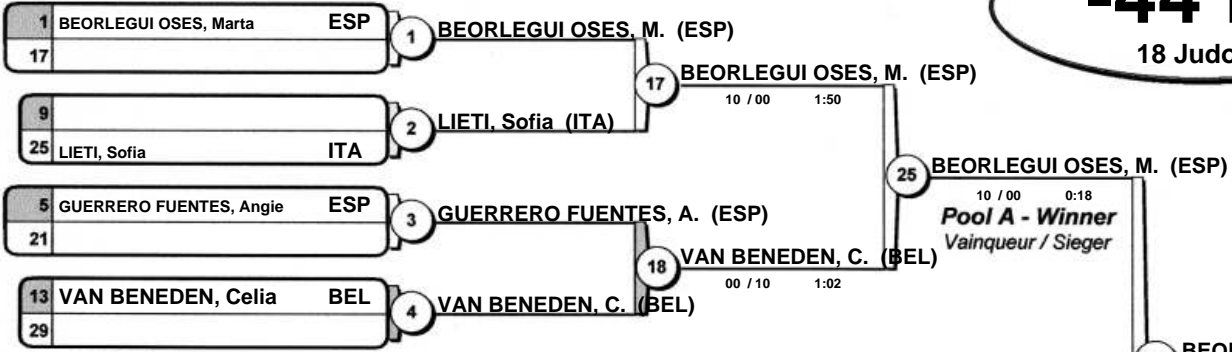 -44
18 Judo
1 BEORLEGUI OSES, Marta ESP
17
1
BEORLEGUI OSES, M. (ESP)
9
25 LIETI, Sofia ITA
2
LIETI, Sofia (ITA)
17
BEORLEGUI OSES, M. (ESP)
10 / 00 1:50
5 GUERRERO FUENTES, Angie ESP
21
3
GUERRERO FUENTES, A. (ESP)
13 VAN BENEDEN, Celia BEL
29
4
VAN BENEDEN, C. (BEL)
18
VAN BENEDEN, C. (BEL)
00 / 10 1:02
25
BEORLEGUI OSES, M. (ESP)
10 / 00 0:18
Pool A - Winner
Vainqueur / Sieger